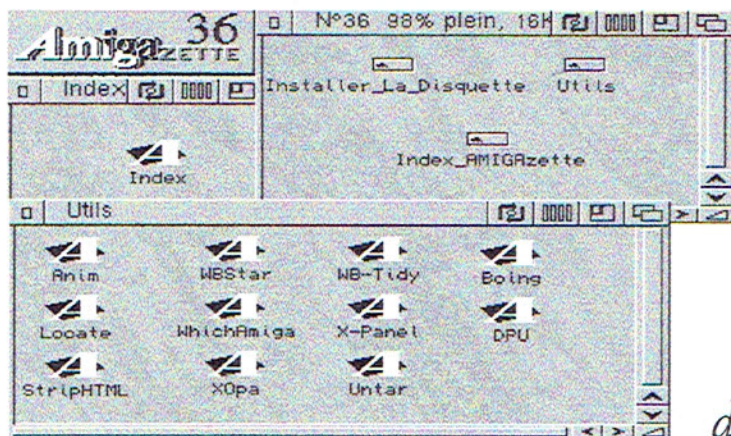 Amiga 36
ZETTE
N°36 98% plein, 16K
Index
Installer_La_Disquette Utils
Index_AMIGAzette
Index
Utils
Anim WBStar WB-Tidy Boing
Locate WhichAmiga X-Panel DPU
StripHTML XOpa Untar
d